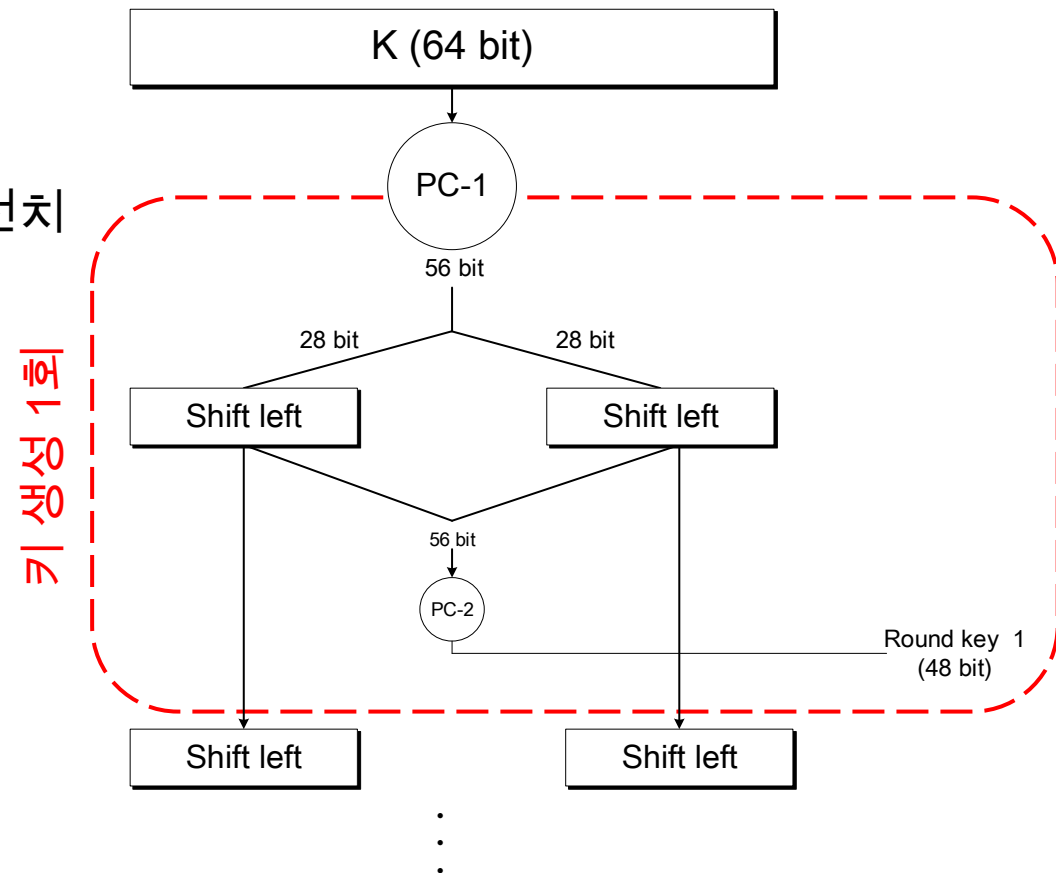 K (64 bit)
PC-1
56 bit
28 bit
28 bit
Shift left
Shift left
56 bit
PC-2
Round key 1
(48 bit)
Shift left
Shift left
키 생성 1회